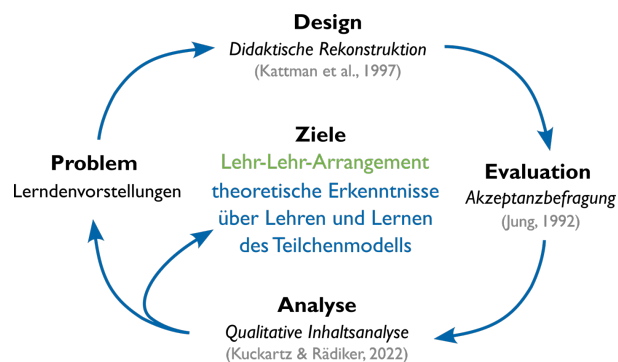 Design
Didaktische Rekonstruktion
(Kattman et al., 1997)
Ziele
Lehr-Lehr-Arrangement
theoretische Erkenntnisse
über Lehren und Lernen
des Teilchenmodells
Problem
Lerndenvorstellungen
Evaluation
Akzeptanzbefragung
(Jung, 1992)
Analyse
Qualitative Inhaltsanalyse
(Kuckartz & Rädiker, 2022)